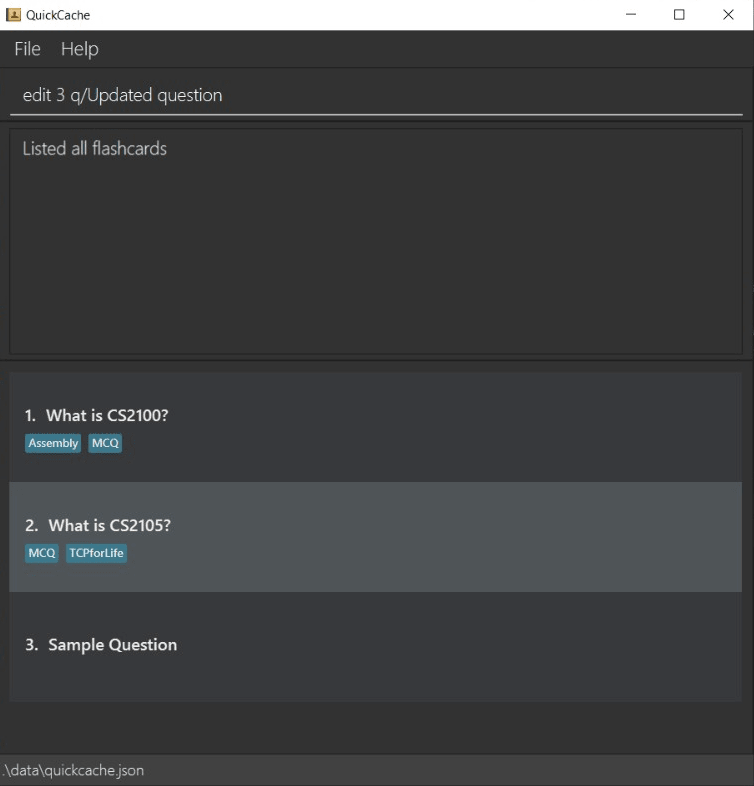 QuickCache
File Help
edit 3 q/Updated question
Listed all flashcards
1. What is CS2100?
Assembly MCQ
2. What is CS2105?
MCQ TCPforLife
3. Sample Question
.\data\quickcache.json